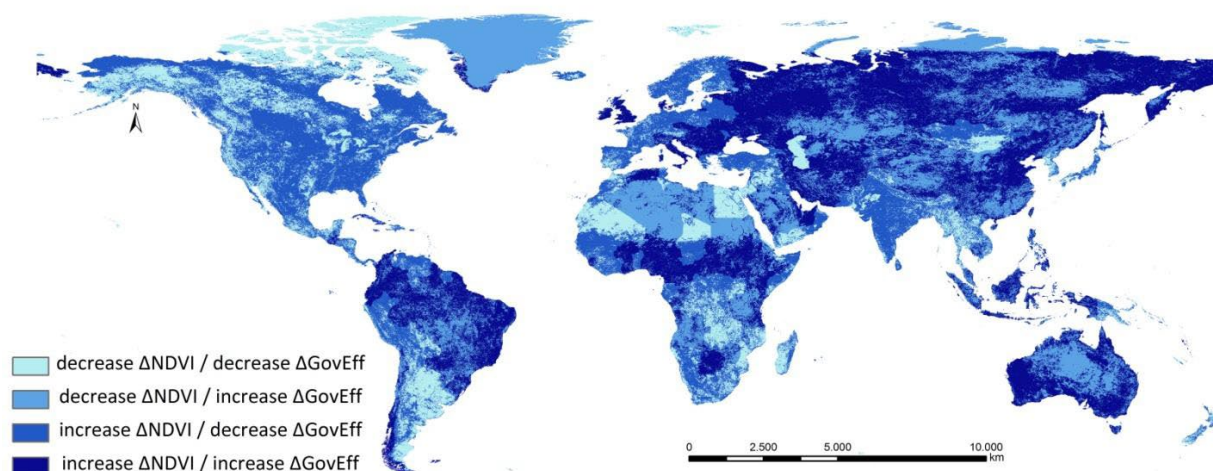 N
decrease ΔNDVI / decrease ΔGovEff
decrease ΔNDVI / increase ΔGovEff
increase ΔNDVI / decrease ΔGovEff
increase ΔNDVI / increase ΔGovEff
0 2.500 5.000 10.000
km